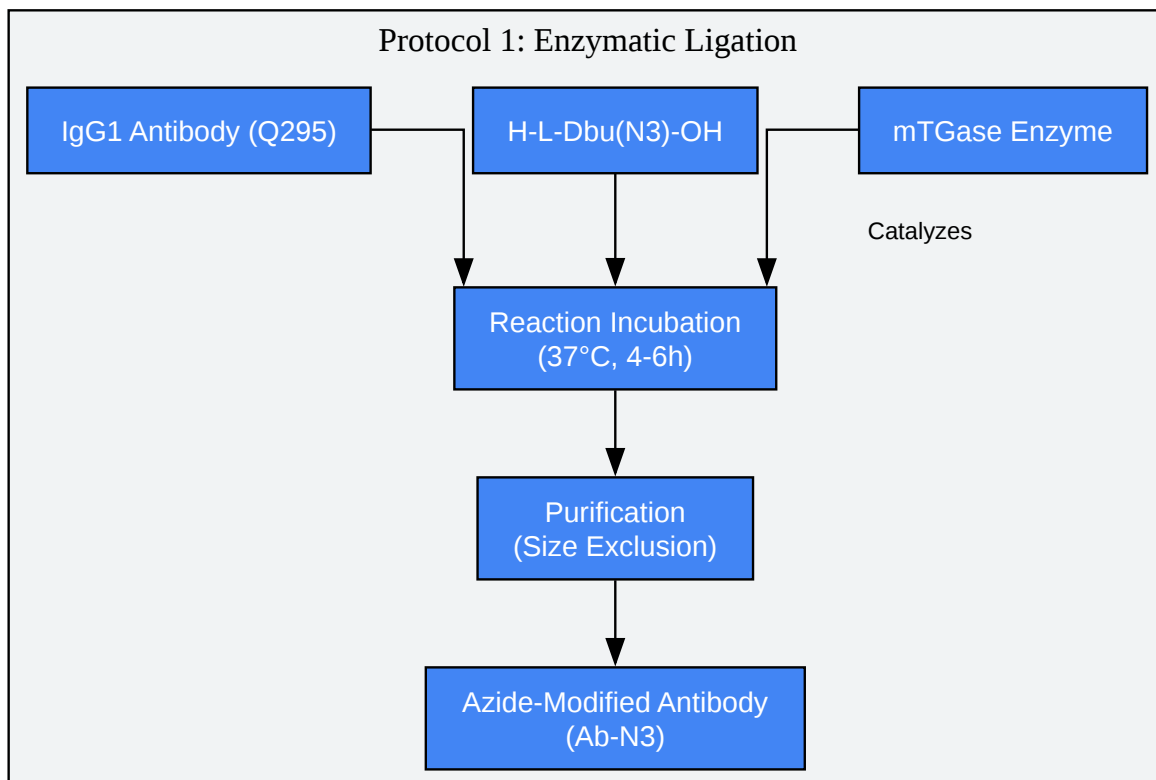 Protocol 1: Enzymatic Ligation
IgG1 Antibody (Q295)
H-L-Dbu(N3)-OH
mTGase Enzyme
Catalyzes
Reaction Incubation
(37°C, 4-6h)
Purification
(Size Exclusion)
Azide-Modified Antibody
(Ab-N3)